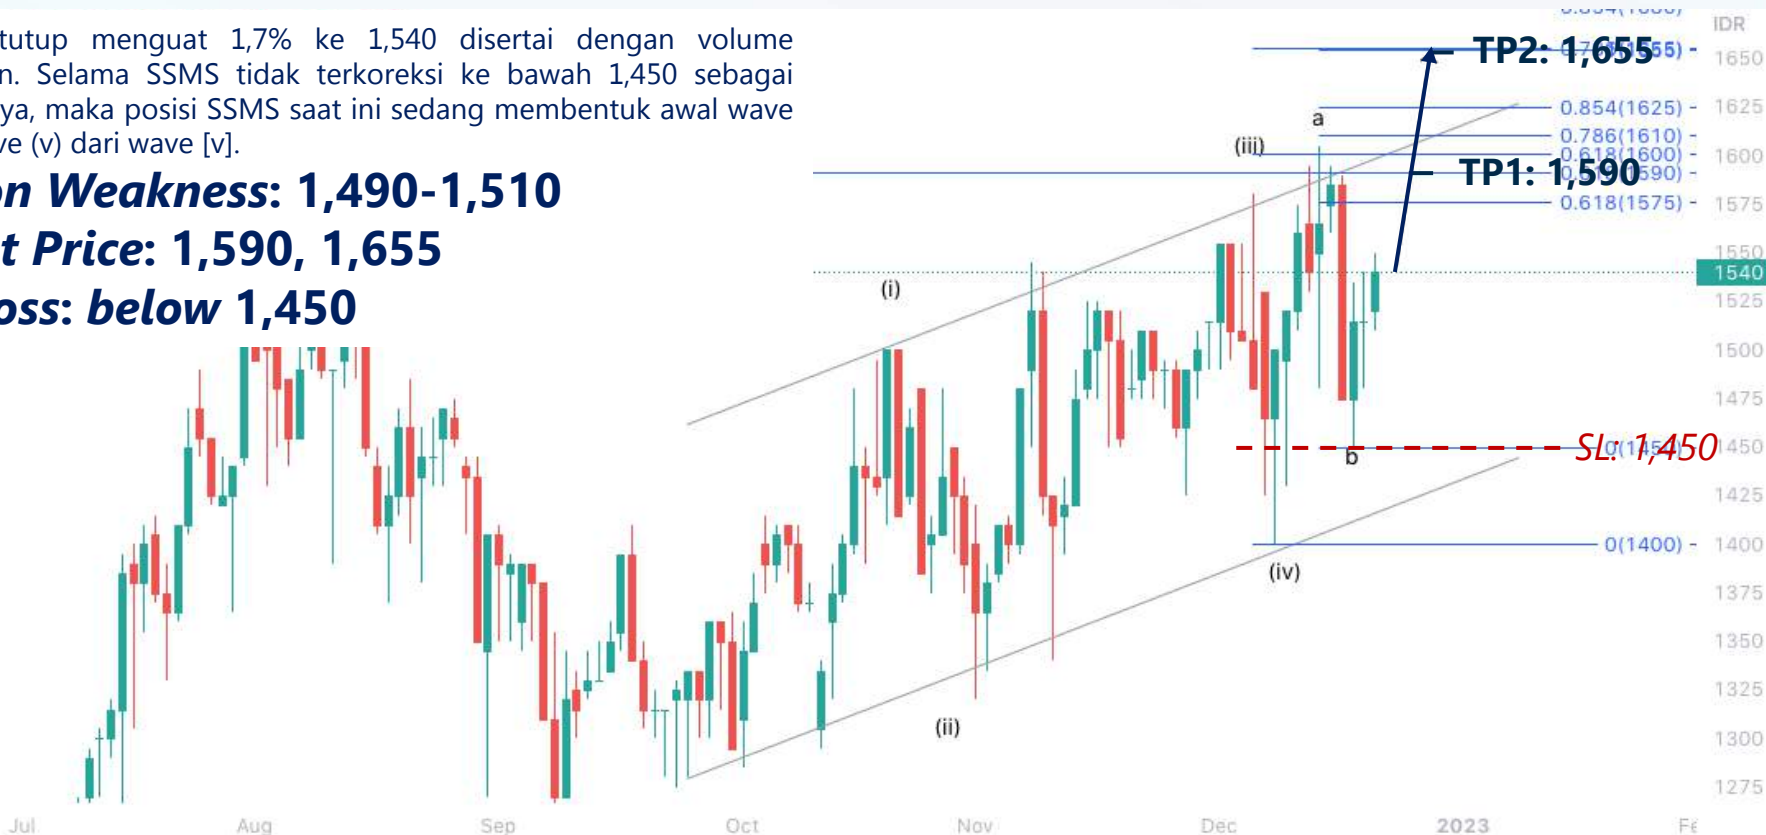 tutup menguat 1,7% ke 1,540 disertai dengan volume
n. Selama SSMS tidak terkoreksi ke bawah 1,450 sebagai
ya, maka posisi SSMS saat ini sedang membentuk awal wave
ve (v) dari wave [v].
on Weakness: 1,490-1,510
t Price: 1,590, 1,655
oss: below 1,450
IDR
TP2: 1,655
1650
0.854(1625)
1625
a
0.786(1610)
(iii)
0.618(1600)
1600
TP1: 1,590
0.618(1575)
1575
1550
1540
(i)
1525
1500
1475
SL: 1,450
0(1450)
1450
b
1425
0(1400)
1400
(iv)
1375
1350
1325
(ii)
1300
1275
Jul Aug Sep Oct Nov Dec 2023